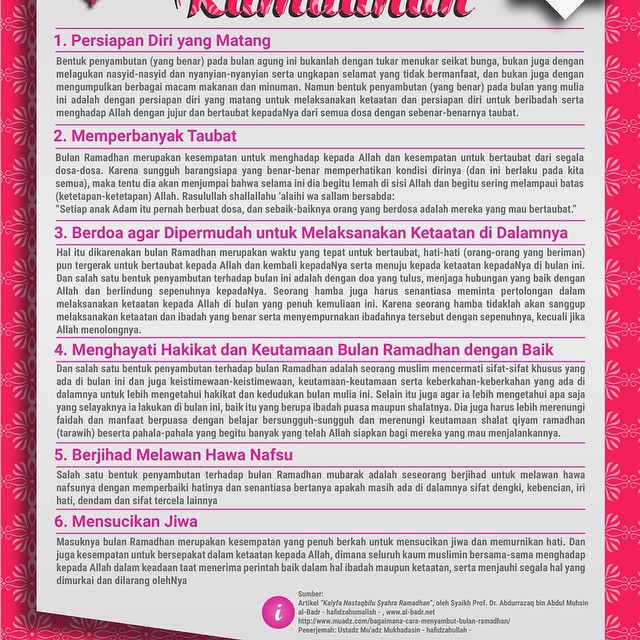 Ramadhan
1. Persiapan Diri yang Matang
Bentuk penyambutan (yang benar) pada bulan agung ini bukanlah dengan tukar menukar seikat bunga, bukan juga dengan
melagukan nasyid-nasyid dan nyanyian-nyanyian serta ungkapan selamat yang tidak bermanfaat, dan bukan juga dengan
mengumpulkan berbagai macam makanan dan minuman. Namun bentuk penyambutan (yang benar) pada bulan yang mulia
ini adalah dengan persiapan diri yang matang untuk melaksanakan ketaatan dan persiapan diri untuk beribadah serta
menghadap Allah dengan jujur dan bertaubat kepadaNya dari semua dosa dengan sebenar-benarnya taubat.
2. Memperbanyak Taubat
Bulan Ramadhan merupakan kesempatan untuk menghadap kepada Allah dan kesempatan untuk bertaubat dari segala
dosa-dosa. Karena sungguh barangsiapa yang benar-benar memperhatikan kondisi dirinya (dan ini berlaku pada kita
semua), maka tentu dia akan menjumpai bahwa selama ini dia begitu lemah di sisi Allah dan begitu sering melampaui batas
(ketetapan-ketetapan) Allah. Rasulullah shallallahu 'alaihi wa sallam bersabda:
"Setiap anak Adam itu pernah berbuat dosa, dan sebaik-baiknya orang yang berdosa adalah mereka yang mau bertaubat."
3. Berdoa agar Dipermudah untuk Melaksanakan Ketaatan di Dalamnya
Hal itu dikarenakan bulan Ramadhan merupakan waktu yang tepat untuk bertaubat, hati-hati (orang-orang yang beriman)
pun tergerak untuk bertaubat kepada Allah dan kembali kepadaNya serta menuju kepada ketaatan kepadaNya di bulan ini.
Dan salah satu bentuk penyambutan terhadap bulan ini adalah dengan doa yang tulus, menjaga hubungan yang baik dengan
Allah dan berlindung sepenuhnya kepadaNya. Seorang hamba juga harus senantiasa meminta pertolongan dalam
melaksanakan ketaatan kepada Allah di bulan yang penuh kemuliaan ini. Karena seorang hamba tidaklah akan sanggup
melaksanakan ketaatan dan ibadah yang benar serta menyempurnakan ibadahnya tersebut dengan sepenuhnya, kecuali jika
Allah menolongnya.
4. Menghayati Hakikat dan Keutamaan Bulan Ramadhan dengan Baik
Dan salah satu bentuk penyambutan terhadap bulan Ramadhan adalah seorang muslim mencermati sifat-sifat khusus yang
ada di bulan ini dan juga keistimewaan-keistimewaan, keutamaan-keutamaan serta keberkahan-keberkahan yang ada di
dalamnya untuk lebih mengetahui hakikat dan kedudukan bulan mulia ini. Selain itu juga agar ia lebih mengetahui apa saja
yang selayaknya ia lakukan di bulan ini, baik itu yang berupa ibadah puasa maupun shalatnya. Dia juga harus lebih merenungi
faidah dan manfaat berpuasa dengan belajar bersungguh-sungguh dan merenungi keutamaan shalat qiyam ramadhan
(tarawih) beserta pahala-pahala yang begitu banyak yang telah Allah siapkan bagi mereka yang mau menjalankannya.
5. Berjihad Melawan Hawa Nafsu
Salah satu bentuk penyambutan terhadap bulan Ramadhan mubarak adalah seseorang berjihad untuk melawan hawa
nafsunya dengan memperbaiki hatinya dan senantiasa bertanya apakah masih ada di dalamnya sifat dengki, kebencian, iri
hati, dendam dan sifat tercela lainnya
6. Mensucikan Jiwa
Masuknya bulan Ramadhan merupakan kesempatan yang penuh berkah untuk mensucikan jiwa dan memurnikan hati. Dan
juga kesempatan untuk bersepakat dalam ketaatan kepada Allah, dimana seluruh kaum muslimin bersama-sama menghadap
kepada Allah dalam keadaan taat menerima perintah baik dalam hal ibadah maupun ketaatan, serta menjauhi segala hal yang
dimurkai dan dilarang olehNya
i
Sumber:
Artikel "Kaiyfa Nastaqbilu Syahra Ramadhan", oleh Syaikh Prof. Dr. Abdurrazaq bin Abdul Muhsin
al-Badr - hafidzahumallah - , www.al-badr.net
http://www.muadz.com/bagaimana-cara-menyambut-bulan-ramadhan/
Penerjemah: Ustadz Mu'adz Mukhadasin - hafidzallah -